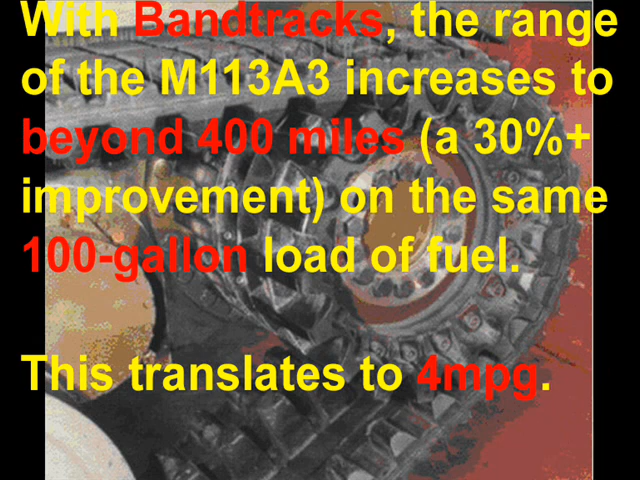 With Bandtracks, the range
of the M113A3 increases to
beyond 400 miles (a 30%+
improvement) on the same
100-gallon load of fuel.
This translates to 4mpg.